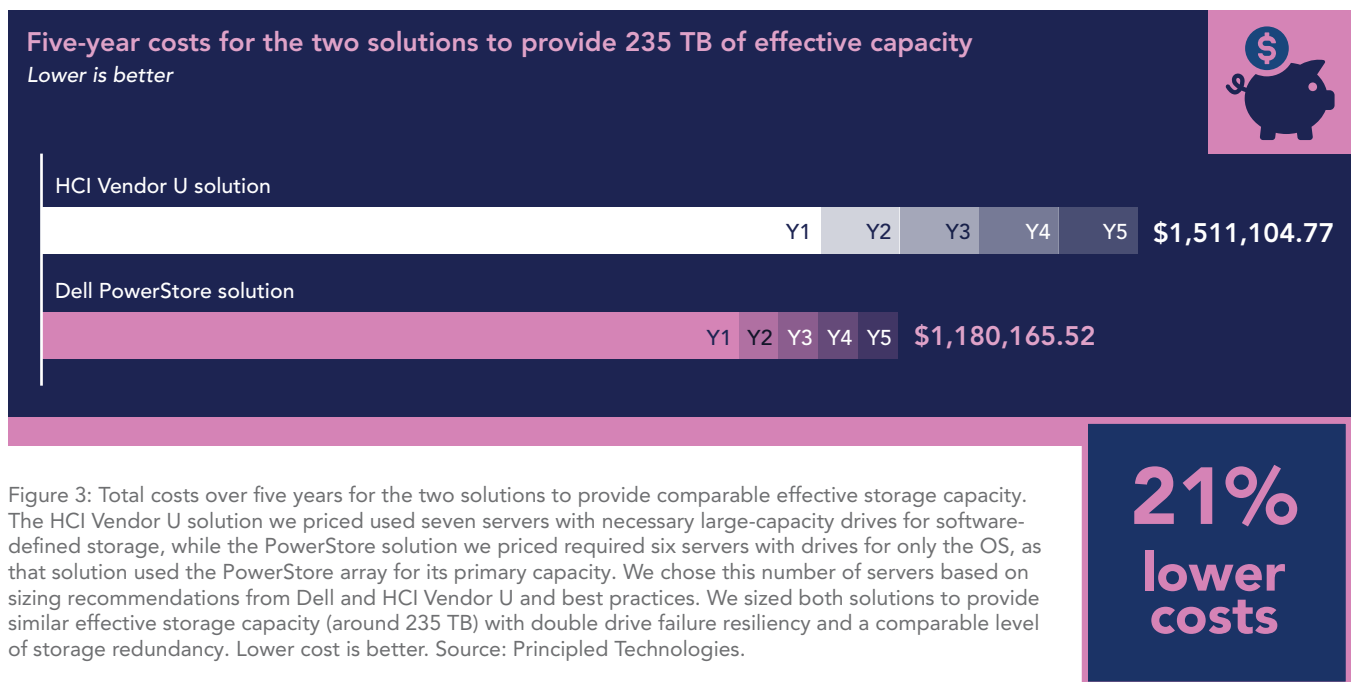 Five-year costs for the two solutions to provide 235 TB of effective capacity
Lower is better
$
HCI Vendor U solution
Y1 Y2 Y3 Y4 Y5 $1,511,104.77
Dell PowerStore solution
Y1 Y2 Y3 Y4 Y5 $1,180,165.52
Figure 3: Total costs over five years for the two solutions to provide comparable effective storage capacity.
The HCI Vendor U solution we priced used seven servers with necessary large-capacity drives for software-
defined storage, while the PowerStore solution we priced required six servers with drives for only the OS, as
that solution used the PowerStore array for its primary capacity. We chose this number of servers based on
sizing recommendations from Dell and HCI Vendor U and best practices. We sized both solutions to provide
similar effective storage capacity (around 235 TB) with double drive failure resiliency and a comparable level
of storage redundancy. Lower cost is better. Source: Principled Technologies.
21%
lower
costs